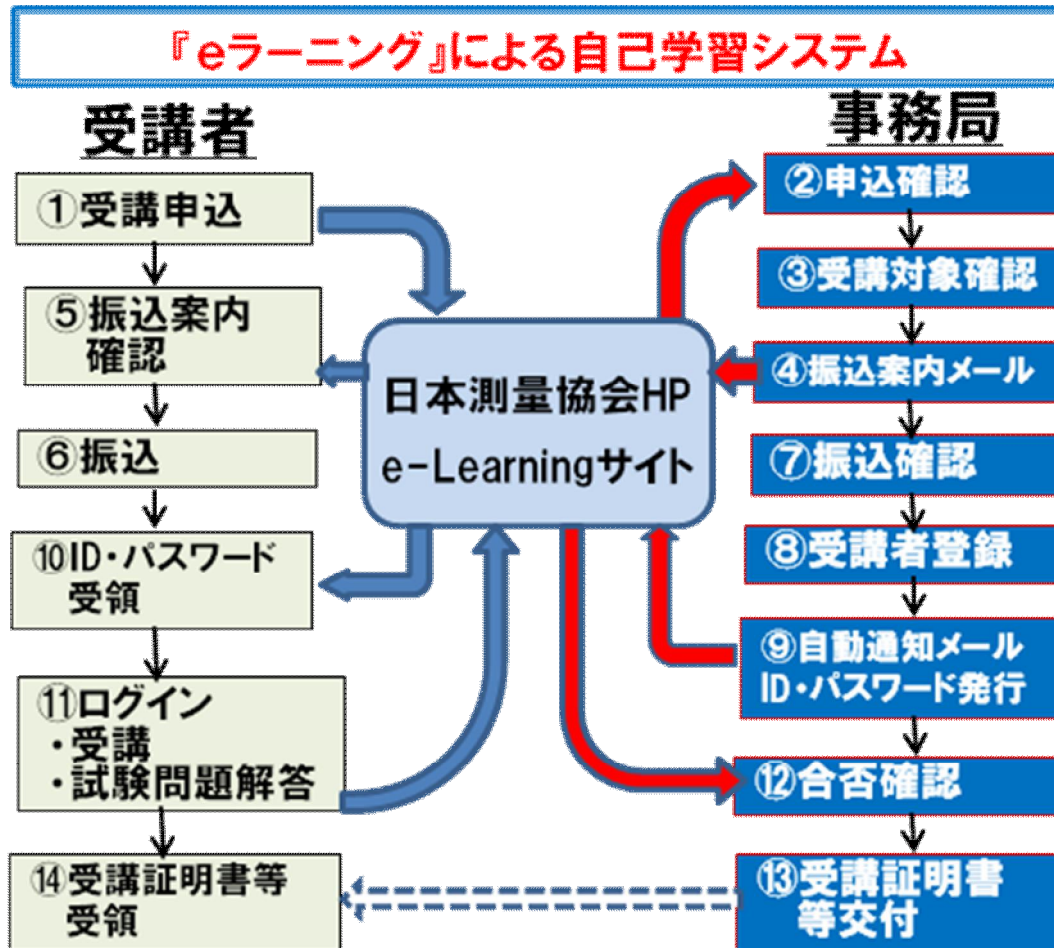 『eラーニング』による自己学習システム
受講者
①受講申込
⑤振込案内
確認
⑥振込
⑩ID・パスワード
受領
⑪ログイン
・受講
・試験問題解答
⑭受講証明書等
受領
日本測量協会HP
e-Learningサイト
事務局
②申込確認
③受講対象確認
④振込案内メール
⑦振込確認
⑧受講者登録
⑨自動通知メール
ID・パスワード発行
⑫合否確認
⑬受講証明書
等交付